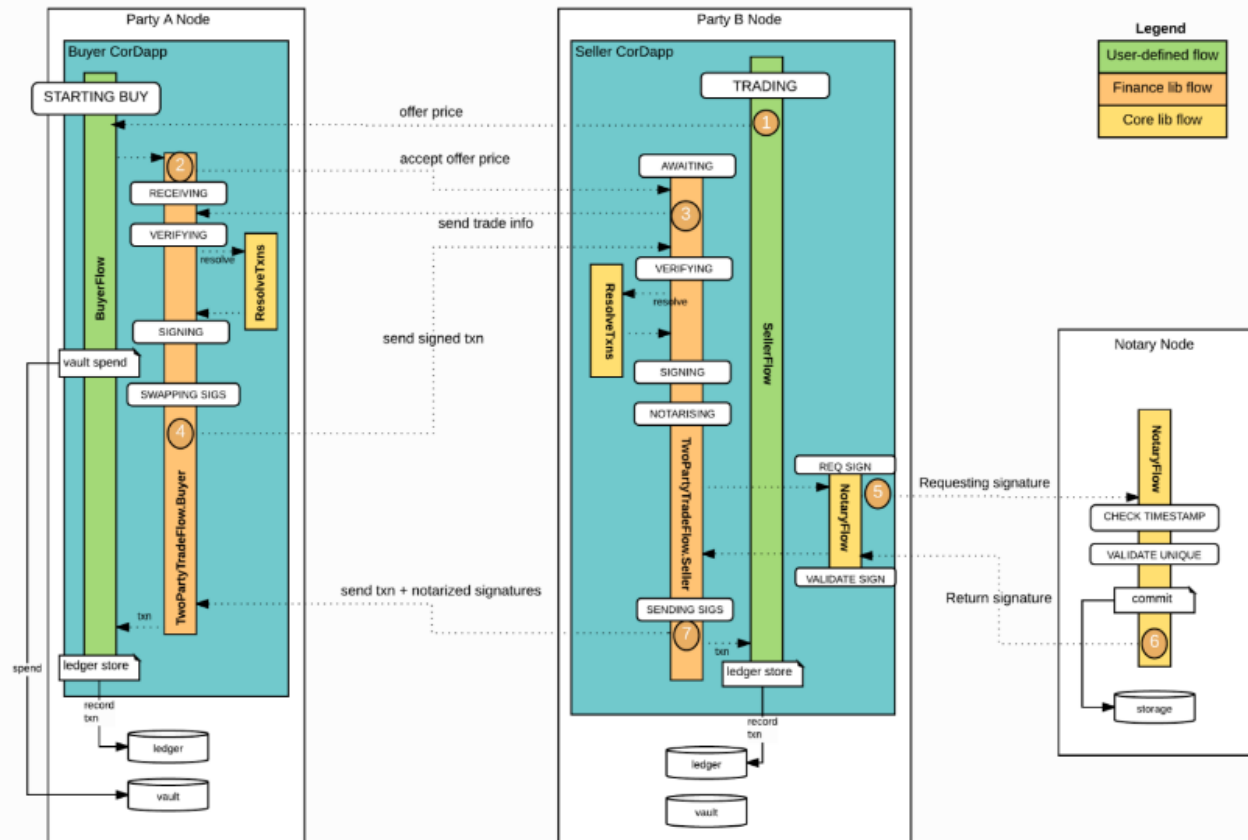 Party A Node
Buyer CorDapp
STARTING BUY
2
RECEIVING
VERIFYING
resolve
ResolveTxns
BuyerFlow
SIGNING
vault spend
SWAPPING SIGS
4
TwoPartyTradeFlow.Buyer
txn
ledger store
spend
record
txn
ledger
vault
offer price
accept offer price
send trade info
send signed txn
send txn + notarized signatures
Party B Node
Seller CorDapp
TRADING
1
AWAITING
3
VERIFYING
resolve
ResolveTxns
SellerFlow
SIGNING
NOTARISING
TwoPartyTradeFlow.Seller
REQ SIGN
5
NotaryFlow
VALIDATE SIGN
SENDING SIGS
7
txn
ledger store
record
txn
ledger
vault
Requesting signature
Return signature
Legend
User-defined flow
Finance lib flow
Core lib flow
Notary Node
NotaryFlow
CHECK TIMESTAMP
VALIDATE UNIQUE
commit
6
storage